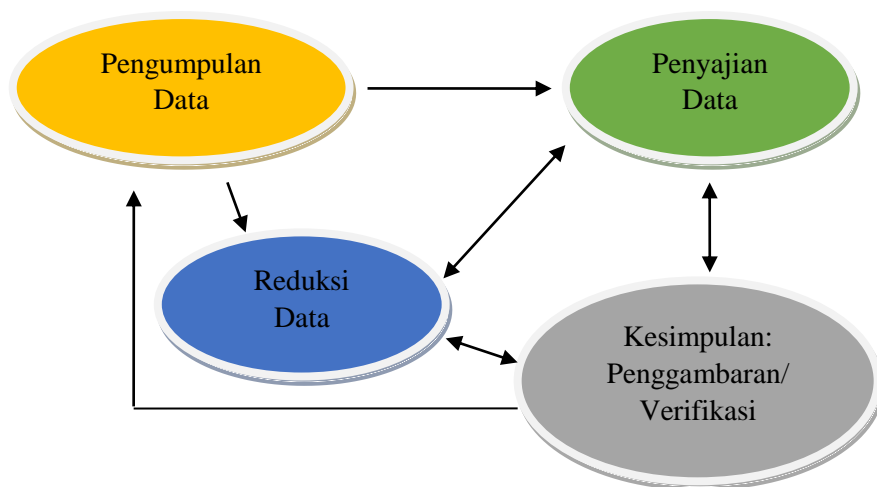 Pengumpulan
Data
Penyajian
Data
Reduksi
Data
Kesimpulan:
Penggambaran/
Verifikasi